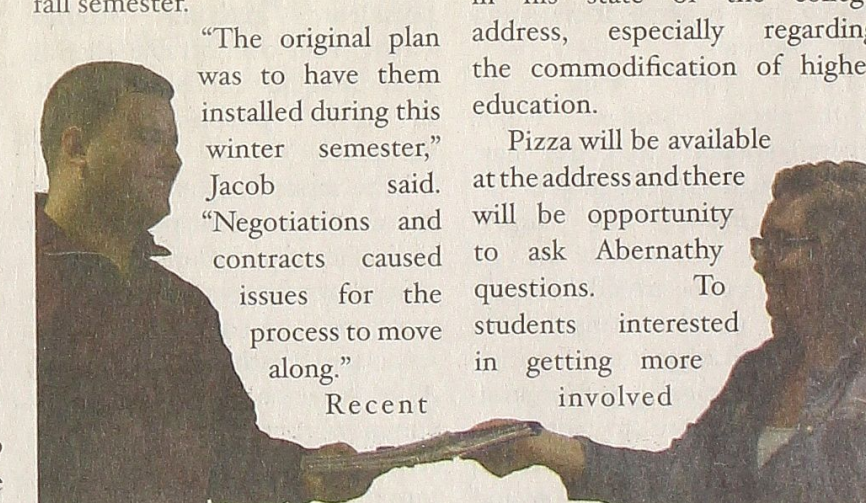 fall semester.
"The original plan
was to have them
installed during this
winter semester,"
Jacob said.
"Negotiations and
contracts caused
issues for the
process to move
along."
Recent
address, especially
the commodification of
education.
Pizza will be available
at the address and there
will be opportunity
to ask Abernathy
questions. To
students interested
in getting more
involved